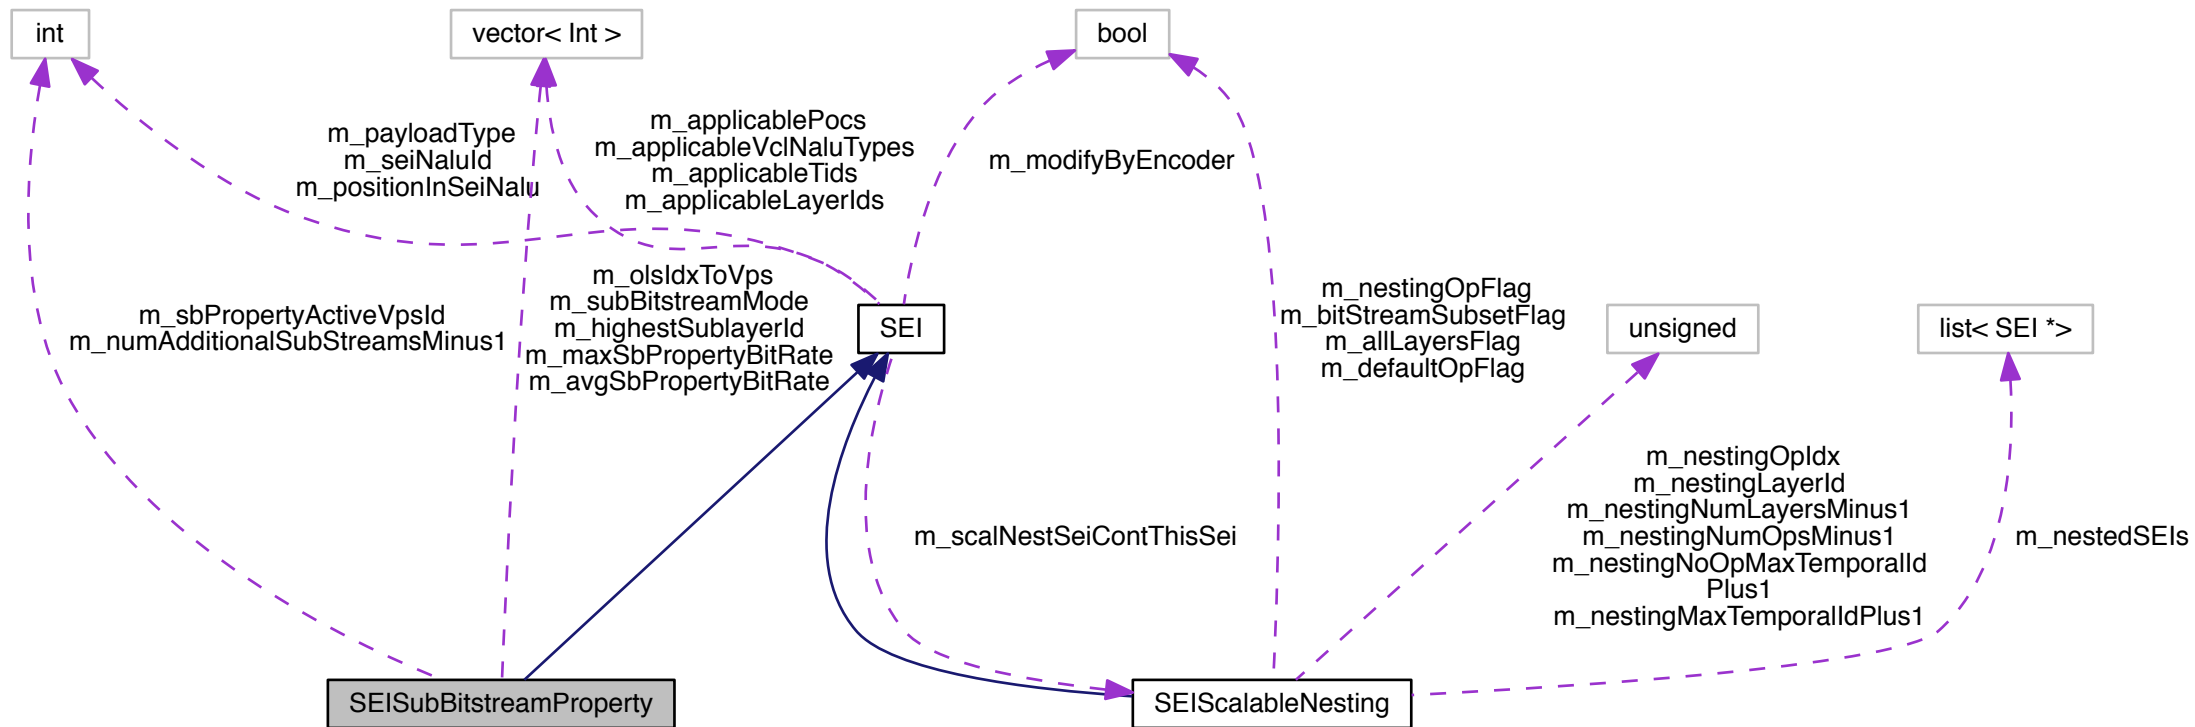 int
vector< Int >
bool
m_payloadType
m_seiNaluId
m_positionInSeiNalu
m_applicablePocs
m_applicableVclNaluTypes
m_applicableTids
m_applicableLayerIds
m_modifyByEncoder
m_sbPropertyActiveVpsId
m_numAdditionalSubStreamsMinus1
m_olsIdxToVps
m_subBitstreamMode
m_highestSublayerId
m_maxSbPropertyBitRate
m_avgSbPropertyBitRate
SEI
m_nestingOpFlag
m_bitStreamSubsetFlag
m_allLayersFlag
m_defaultOpFlag
unsigned
list< SEI *>
m_scalNestSeiContThisSei
m_nestingOpIdx
m_nestingLayerId
m_nestingNumLayersMinus1
m_nestingNumOpsMinus1
m_nestingNoOpMaxTemporalId
Plus1
m_nestingMaxTemporalIdPlus1
m_nestedSEIs
SEISubBitstreamProperty
SEIScalableNesting